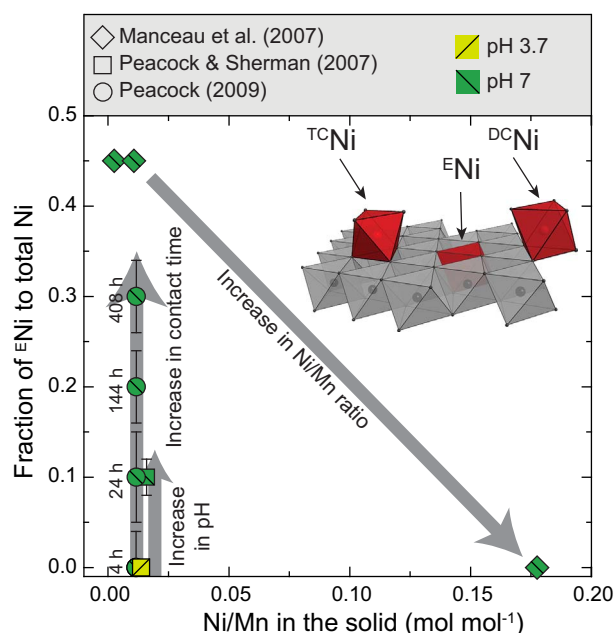 Manceau et al. (2007)
Peacock & Sherman (2007)
Peacock (2009)
pH 3.7
pH 7
0.5
0.4
0.3
0.2
0.1
0.0
Fraction of ᴱNi to total Ni
408 h
144 h
24 h
4 h
Increase in contact time
Increase
in pH
Increase in Ni/Mn ratio
ᵀᶜNi
ᴱNi
ᴰᶜNi
0.00
0.05
0.10
0.15
0.20
Ni/Mn in the solid (mol mol⁻¹)